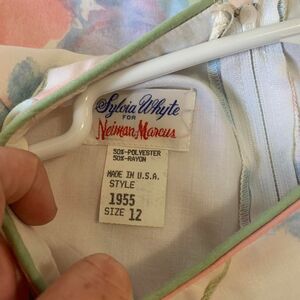 Sylvia Whyte
FOR
Neiman Marcus
50%-POLYESTER
50%-RAYON
MADE IN U.S.A.
STYLE
1955
SIZE 12